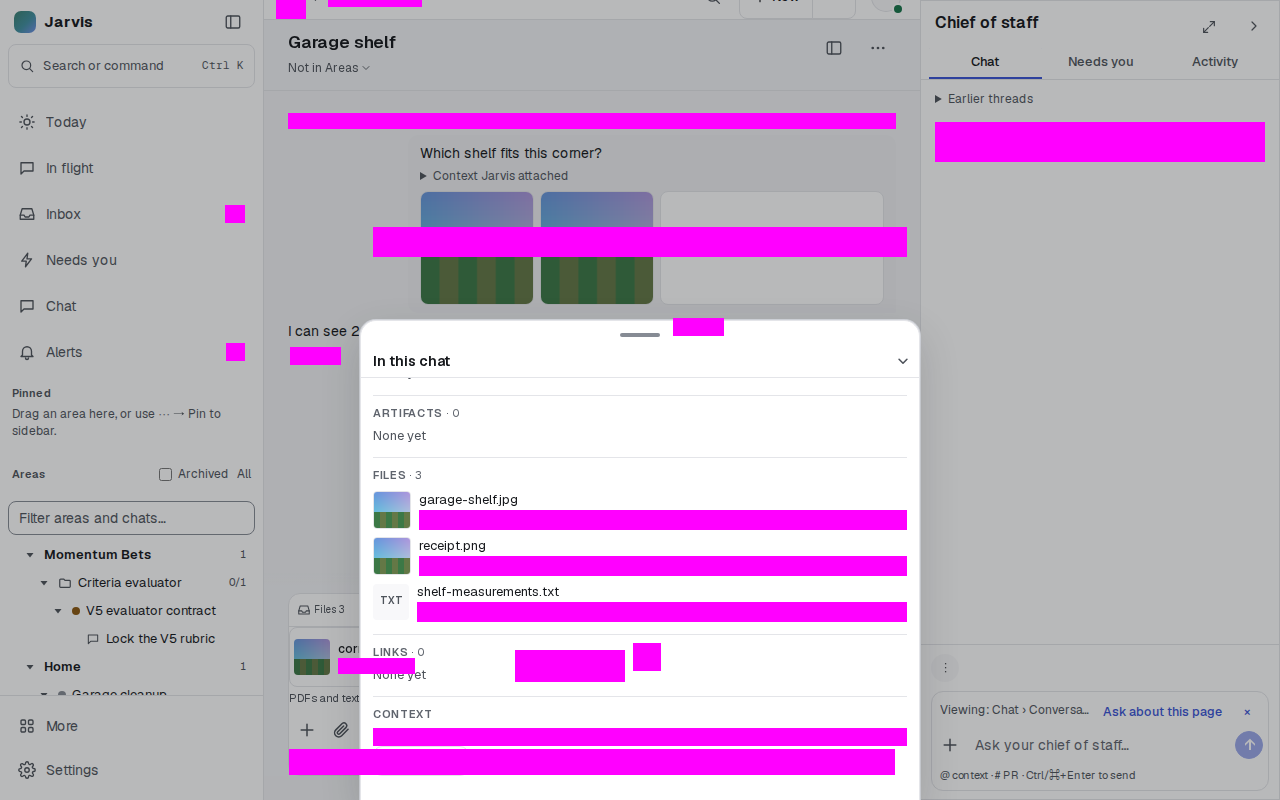 Jarvis
Search or command
Ctrl K
Today
In flight
Inbox
Needs you
Chat
Alerts
Pinned
Drag an area here, or use ··· → Pin to
sidebar.
Areas
Archived
All
Filter areas and chats…
Momentum Bets
1
Criteria evaluator
0/1
V5 evaluator contract
Lock the V5 rubric
Home
1
Garage cleanup
More
Settings
Garage shelf
Not in Areas
Which shelf fits this corner?
Context Jarvis attached
I can see 2
Files 3
PDFs and text
In this chat
ARTIFACTS · 0
None yet
FILES · 3
garage-shelf.jpg
receipt.png
TXT
shelf-measurements.txt
LINKS · 0
None yet
CONTEXT
Chief of staff
Chat
Needs you
Activity
Earlier threads
Viewing: Chat › Conversa…
Ask about this page
×
Ask your chief of staff…
@ context · # PR · Ctrl/⌘+Enter to send